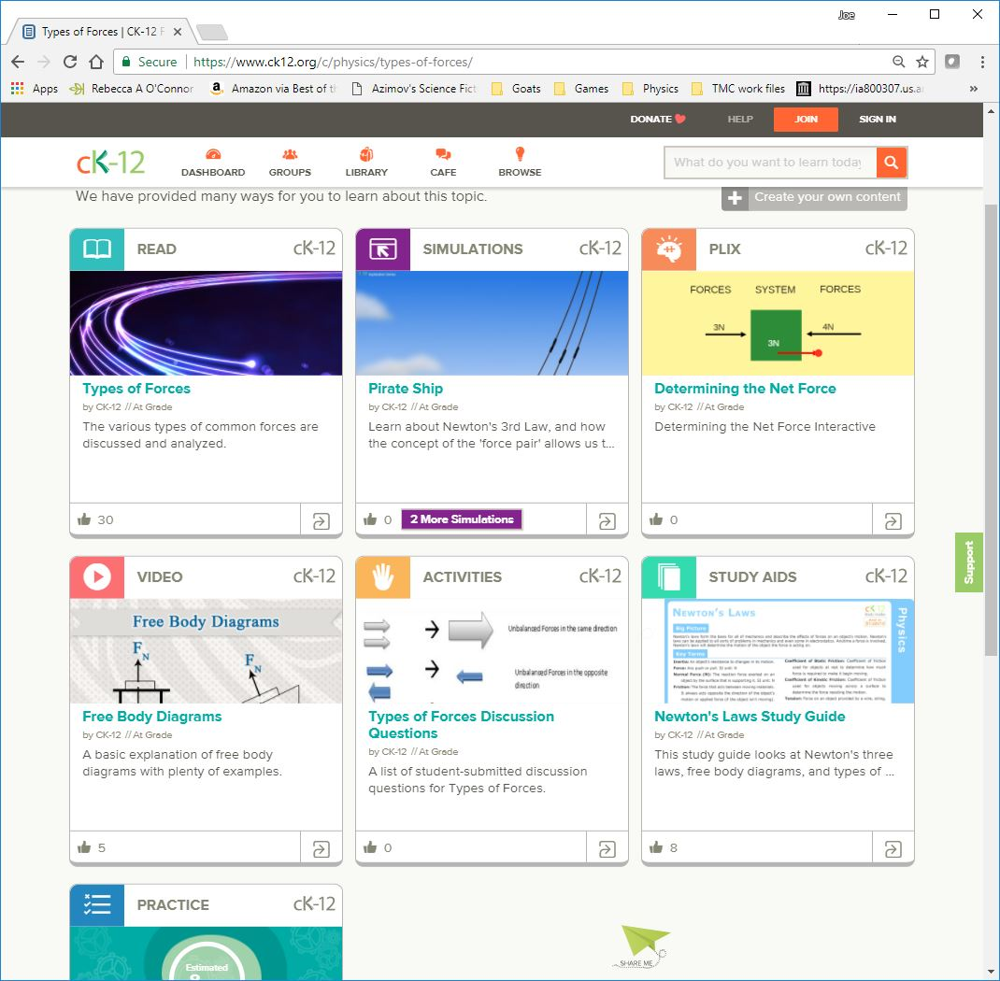 Joe
Types of Forces | CK-12 F
Secure
https://www.ck12.org/c/physics/types-of-forces/
Apps
Rebecca A O'Connor
Amazon via Best of th
Azimov's Science Fict
Goats
Games
Physics
TMC work files
https://ia800307.us.ar
»
DONATE
HELP
JOIN
SIGN IN
cK-12
DASHBOARD
GROUPS
LIBRARY
CAFE
BROWSE
What do you want to learn today
We have provided many ways for you to learn about this topic.
+ Create your own content
READ
cK-12
Types of Forces
by CK-12 // At Grade
The various types of common forces are
discussed and analyzed.
30
SIMULATIONS
cK-12
Pirate Ship
by CK-12 // At Grade
Learn about Newton's 3rd Law, and how
the concept of the 'force pair' allows us t...
0
2 More Simulations
PLIX
cK-12
FORCES SYSTEM FORCES
3N
4N
3N
Determining the Net Force
by CK-12 // At Grade
Determining the Net Force Interactive
0
VIDEO
cK-12
Free Body Diagrams
FN
FN
Free Body Diagrams
by CK-12 // At Grade
A basic explanation of free body
diagrams with plenty of examples.
5
ACTIVITIES
cK-12
Unbalanced Forces in the same direction
Unbalanced Forces in the opposite
direction
Types of Forces Discussion
Questions
by CK-12 // At Grade
A list of student-submitted discussion
questions for Types of Forces.
0
STUDY AIDS
cK-12
NEWTON'S LAWS
Physics
Big Picture
Key Terms
Newton's Laws Study Guide
by CK-12 // At Grade
This study guide looks at Newton's three
laws, free body diagrams, and types of ...
8
Support
PRACTICE
cK-12
Estimated
SHARE ME